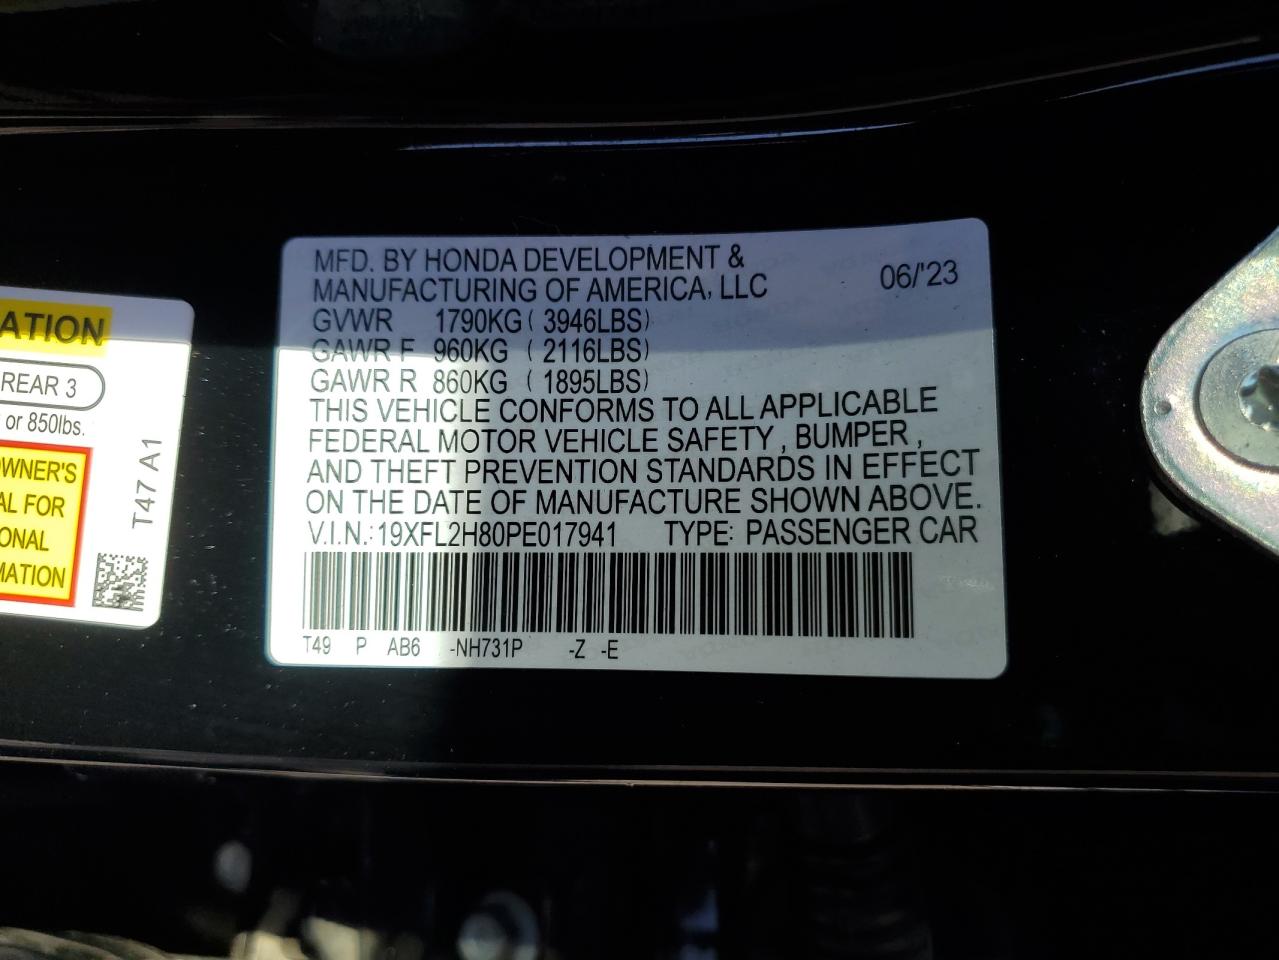 ATION
REAR 3
or 850lbs.
OWNER'S
AL FOR
ONAL
MATION
T47 A1
MFD. BY HONDA DEVELOPMENT &
MANUFACTURING OF AMERICA, LLC 06/'23
GVWR 1790KG ( 3946LBS)
GAWR F 960KG ( 2116LBS)
GAWR R 860KG ( 1895LBS)
THIS VEHICLE CONFORMS TO ALL APPLICABLE
FEDERAL MOTOR VEHICLE SAFETY , BUMPER ,
AND THEFT PREVENTION STANDARDS IN EFFECT
ON THE DATE OF MANUFACTURE SHOWN ABOVE.
V.I.N.: 19XFL2H80PE017941 TYPE: PASSENGER CAR
T49 P AB6 -NH731P -Z -E